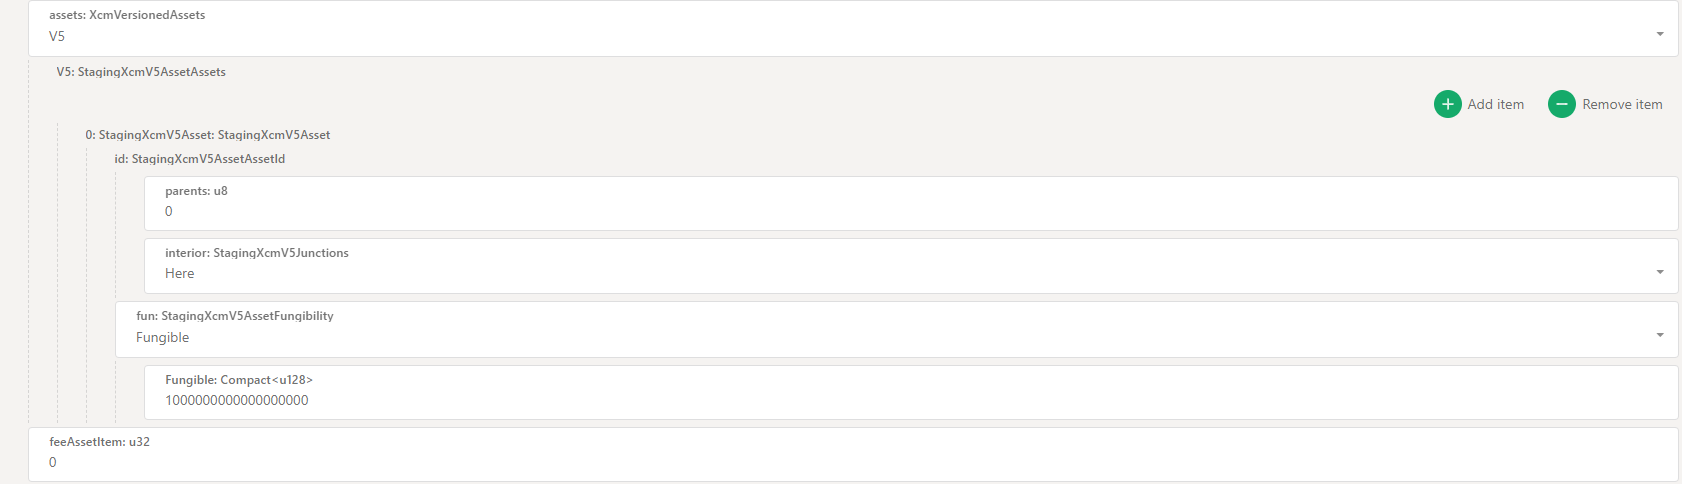 assets: XcmVersionedAssets
V5
V5: StagingXcmV5AssetAssets
Add item
Remove item
0: StagingXcmV5Asset: StagingXcmV5Asset
id: StagingXcmV5AssetAssetId
parents: u8
0
interior: StagingXcmV5Junctions
Here
fun: StagingXcmV5AssetFungibility
Fungible
Fungible: Compact<u128>
1000000000000000000
feeAssetItem: u32
0